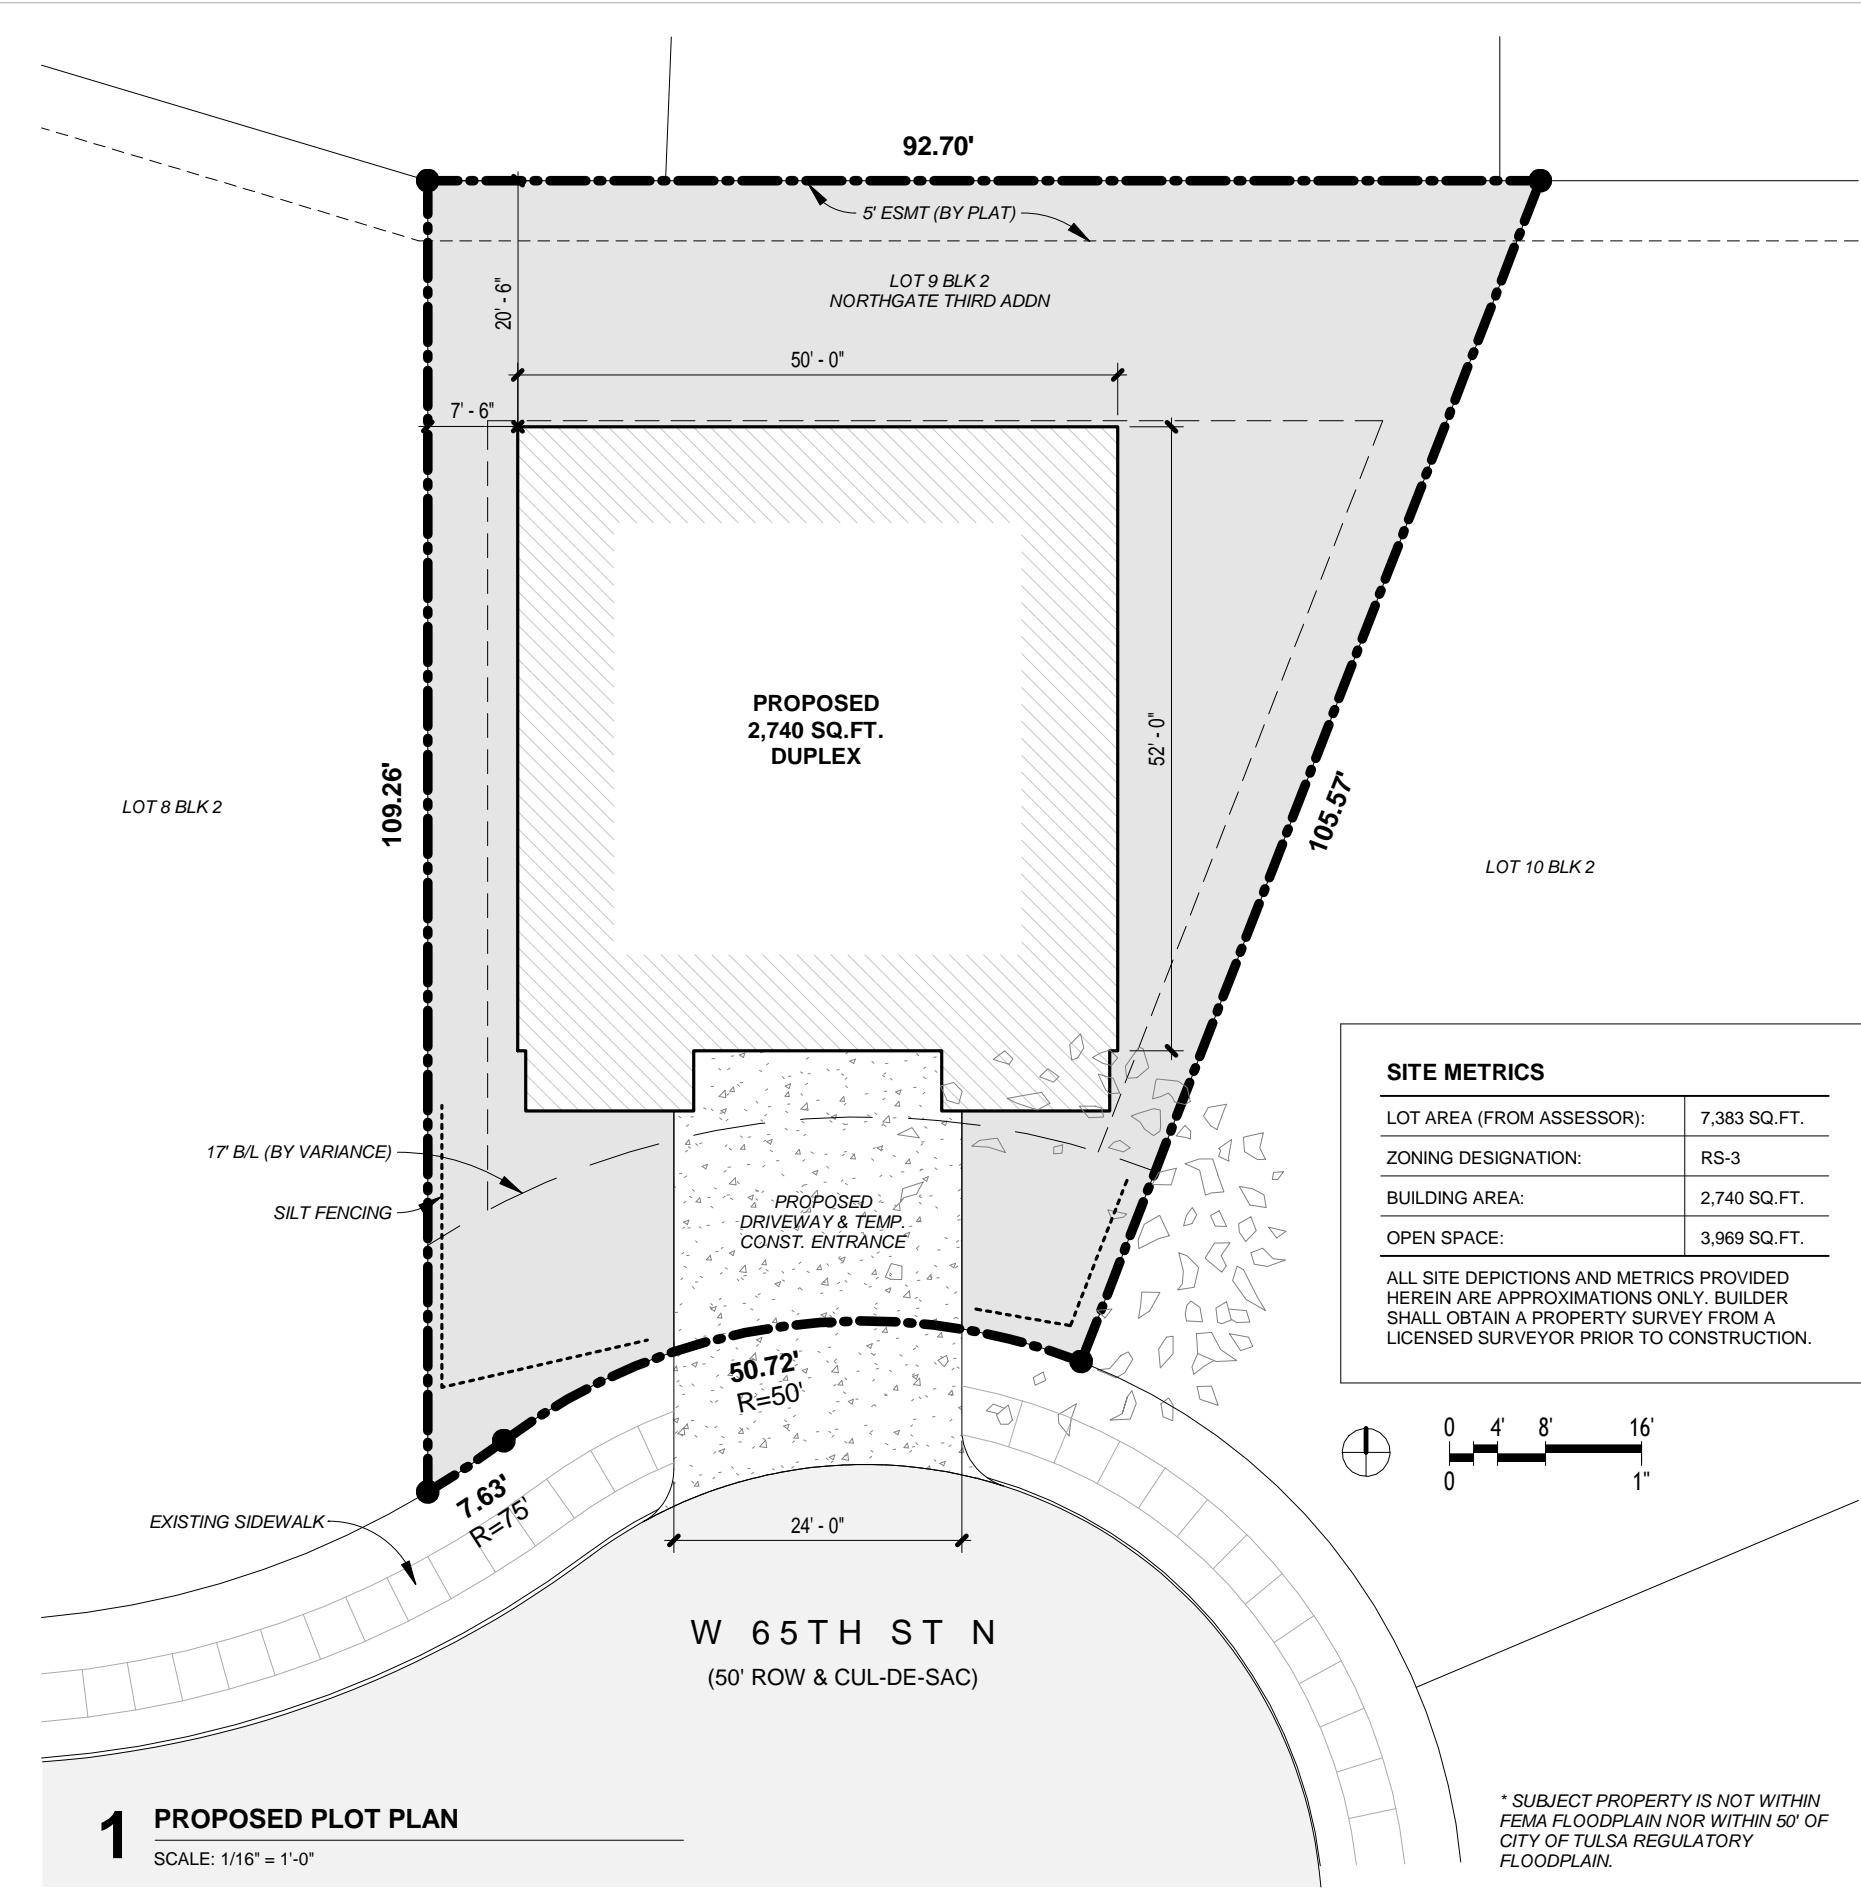 92.70'
5' ESMT (BY PLAT)
LOT 9 BLK 2
NORTHGATE THIRD ADDN
20' - 6"
50' - 0"
7' - 6"
PROPOSED
2,740 SQ.FT.
DUPLEX
52' - 0"
109.26'
105.57'
LOT 8 BLK 2
LOT 10 BLK 2
17' B/L (BY VARIANCE)
SILT FENCING
PROPOSED
DRIVEWAY & TEMP.
CONST. ENTRANCE
50.72'
R=50'
7.63'
R=75'
EXISTING SIDEWALK
24' - 0"
W 65TH ST N
(50' ROW & CUL-DE-SAC)
SITE METRICS
LOT AREA (FROM ASSESSOR): 7,383 SQ.FT.
ZONING DESIGNATION: RS-3
BUILDING AREA: 2,740 SQ.FT.
OPEN SPACE: 3,969 SQ.FT.
ALL SITE DEPICTIONS AND METRICS PROVIDED
HEREIN ARE APPROXIMATIONS ONLY. BUILDER
SHALL OBTAIN A PROPERTY SURVEY FROM A
LICENSED SURVEYOR PRIOR TO CONSTRUCTION.
0 4' 8' 16'
0 1"
1 PROPOSED PLOT PLAN
SCALE: 1/16" = 1'-0"
* SUBJECT PROPERTY IS NOT WITHIN
FEMA FLOODPLAIN NOR WITHIN 50' OF
CITY OF TULSA REGULATORY
FLOODPLAIN.